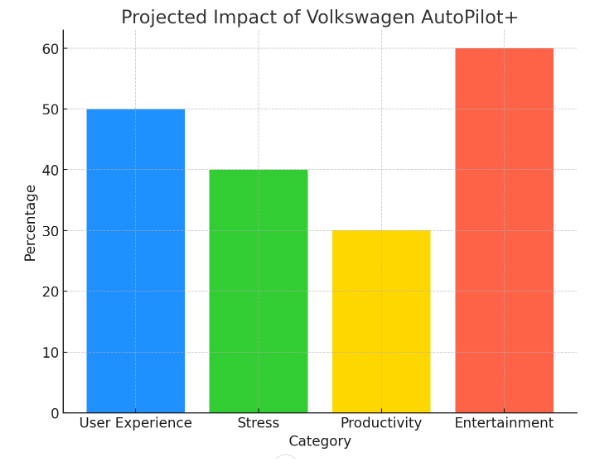 Projected Impact of Volkswagen AutoPilot+
60
50
40
30
20
10
0
Percentage
User Experience Stress Productivity Entertainment
Category